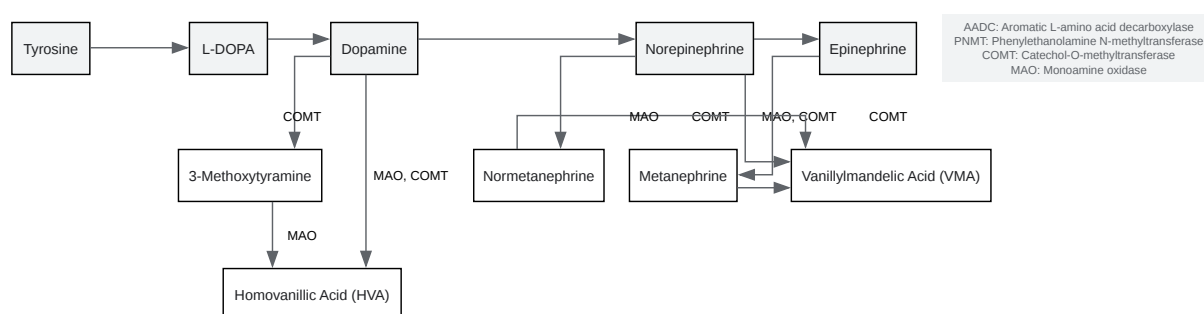 Tyrosine
L-DOPA
Dopamine
Norepinephrine
Epinephrine
AADC: Aromatic L-amino acid decarboxylase
PNMT: Phenylethanolamine N-methyltransferase
COMT: Catechol-O-methyltransferase
MAO: Monoamine oxidase
COMT
MAO
COMT
MAO, COMT
COMT
3-Methoxytyramine
MAO, COMT
Normetanephrine
Metanephrine
Vanillylmandelic Acid (VMA)
MAO
Homovanillic Acid (HVA)